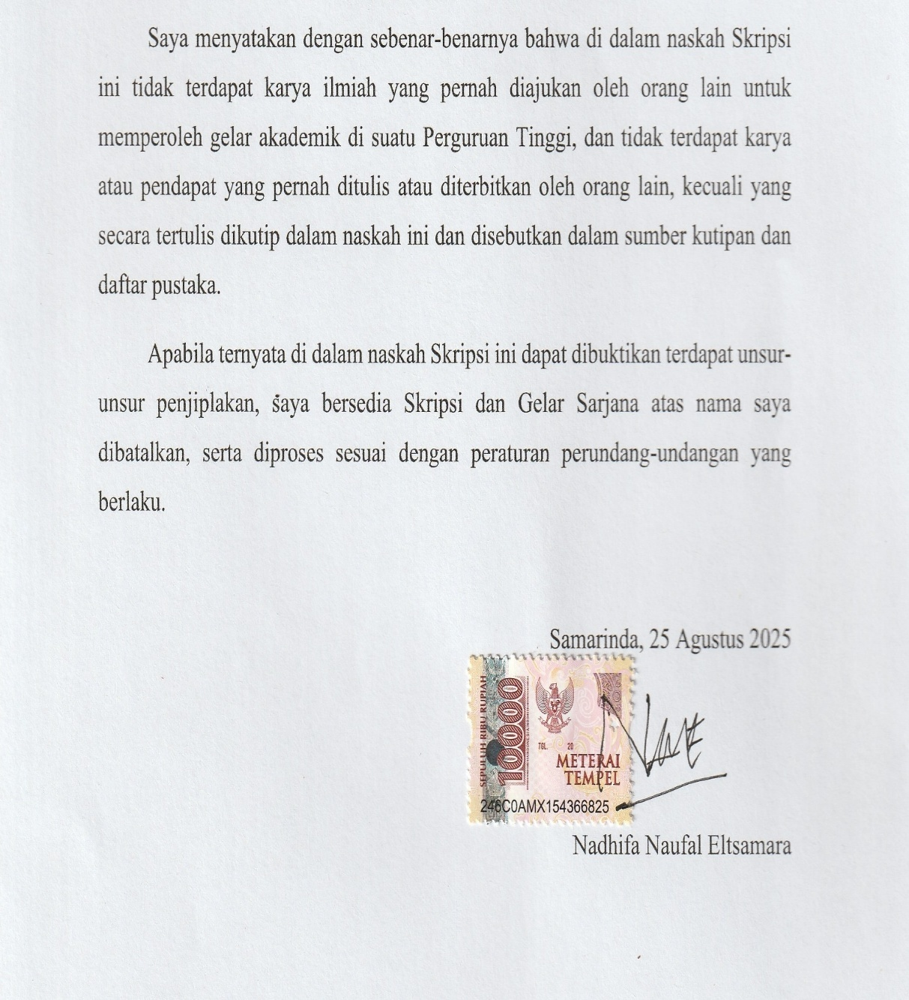 Saya menyatakan dengan sebenar-benarnya bahwa di dalam naskah Skripsi
ini tidak terdapat karya ilmiah yang pernah diajukan oleh orang lain untuk
memperoleh gelar akademik di suatu Perguruan Tinggi, dan tidak terdapat karya
atau pendapat yang pernah ditulis atau diterbitkan oleh orang lain, kecuali yang
secara tertulis dikutip dalam naskah ini dan disebutkan dalam sumber kutipan dan
daftar pustaka.
Apabila ternyata di dalam naskah Skripsi ini dapat dibuktikan terdapat unsur-
unsur penjiplakan, saya bersedia Skripsi dan Gelar Sarjana atas nama saya
dibatalkan, serta diproses sesuai dengan peraturan perundang-undangan yang
berlaku.
Samarinda, 25 Agustus 2025
SEPULUH RIBU RUPIAH
10000
TGL. 20
METERAI
TEMPEL
246C0AMX154366825
Nadhifa Naufal Eltsamara